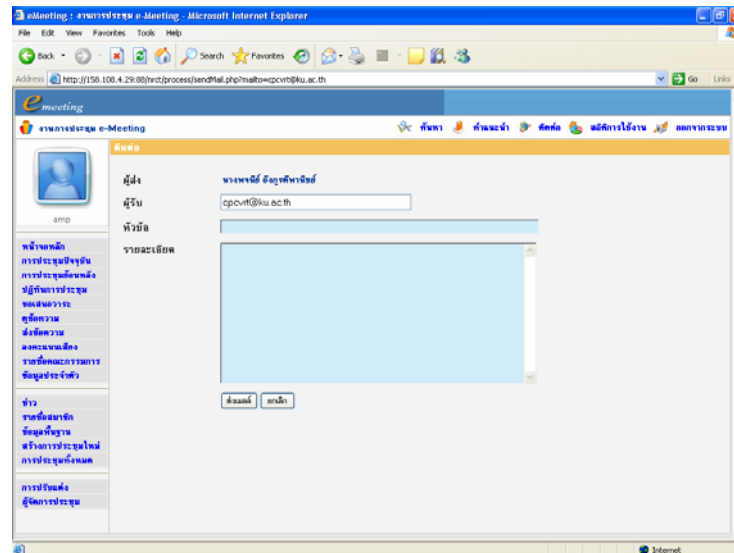 eMeeting : งานการประชุม e-Meeting - Microsoft Internet Explorer
File Edit View Favorites Tools Help
Back Search Favorites
Address http://158.108.4.29:88/nrct/process/sendMail.php?mailto=cpcvrt@ku.ac.th Go Links
e meeting
งานการประชุม e-Meeting ค้นหา คำแนะนำ ติดต่อ สถิติการใช้งาน ออกจากระบบ
ติดต่อ
amp
ผู้ส่ง
ผู้รับ cpcvrt@ku.ac.th
หัวข้อ
รายละเอียด
ส่งเมลล์ ยกเลิก
หน้าจอหลัก
การประชุมปัจจุบัน
การประชุมย้อนหลัง
ปฏิทินการประชุม
ขอเสนอวาระ
ดูข้อความ
ส่งข้อความ
ลงคะแนนเสียง
รายชื่อคณะกรรมการ
ข้อมูลประจำตัว
ข่าว
รายชื่อสมาชิก
ข้อมูลพื้นฐาน
สร้างการประชุมใหม่
การประชุมทั้งหมด
การปรับแต่ง
ผู้จัดการประชุม
Internet